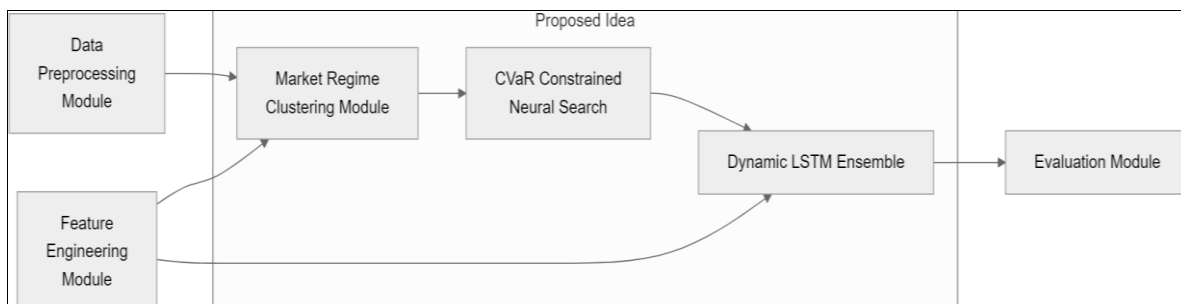 Proposed Idea
Data
Preprocessing
Module
Market Regime
Clustering Module
CVaR Constrained
Neural Search
Dynamic LSTM Ensemble
Evaluation Module
Feature
Engineering
Module